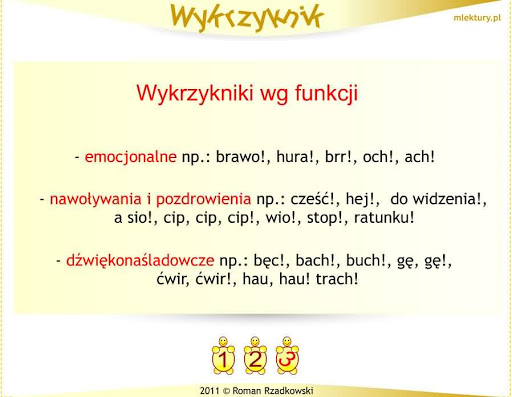 Wykrzyknik
mlektury.pl
Wykrzykniki wg funkcji
- emocjonalne np.: brawo!, hura!, brr!, och!, ach!
- nawoływania i pozdrowienia np.: cześć!, hej!, do widzenia!,
a sio!, cip, cip, cip!, wio!, stop!, ratunku!
- dźwiękonaśladowcze np.: bęc!, bach!, buch!, gę, gę!,
ćwir, ćwir!, hau, hau! trach!
1 2 3
2011 © Roman Rzadkowski